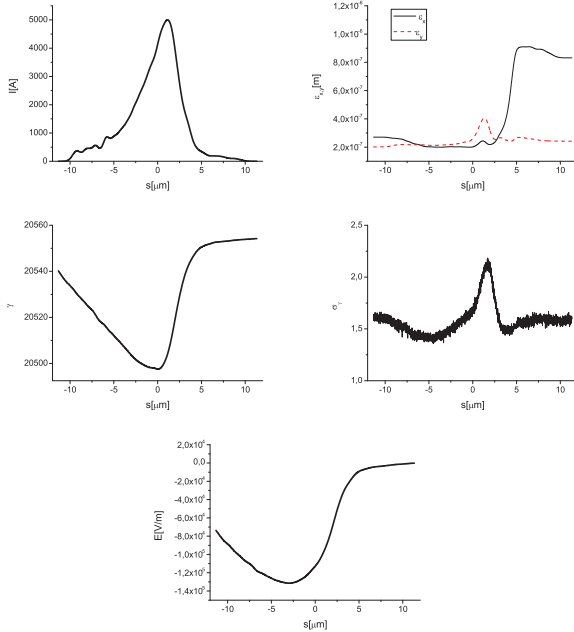 5000
4000
3000
2000
1000
0
I[A]
-10 -5 0 5 10
s[μm]
1,2x10⁻⁶
1,0x10⁻⁶
8,0x10⁻⁷
6,0x10⁻⁷
4,0x10⁻⁷
2,0x10⁻⁷
ε_x,y[m]
ε_x
ε_y
-10 -5 0 5 10
s[μm]
20560
20540
20520
20500
γ
-10 -5 0 5 10
s[μm]
2,5
2,0
1,5
1,0
σ_γ
-10 -5 0 5 10
s[μm]
2,0x10⁴
0,0
-2,0x10⁴
-4,0x10⁴
-6,0x10⁴
-8,0x10⁴
-1,0x10⁵
-1,2x10⁵
-1,4x10⁵
E[V/m]
-10 -5 0 5 10
s[μm]